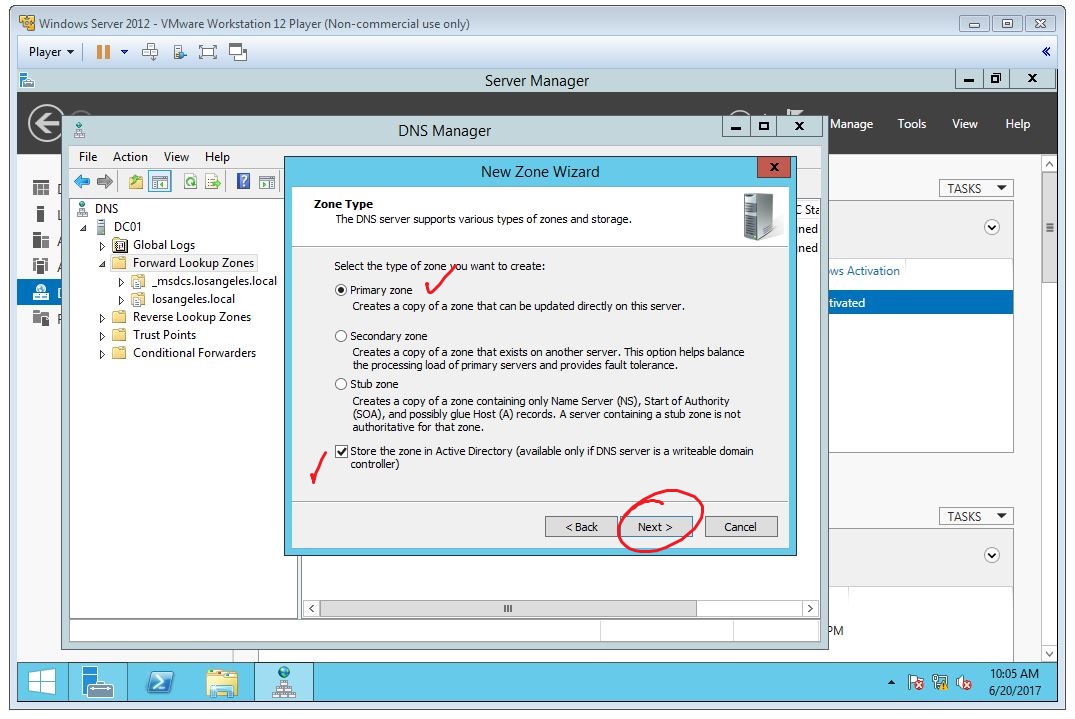 Windows Server 2012 - VMware Workstation 12 Player (Non-commercial use only)
Player
Server Manager
Manage Tools View Help
DNS Manager
File Action View Help
New Zone Wizard
Zone Type
The DNS server supports various types of zones and storage.
DNS
DC01
Global Logs
Forward Lookup Zones
_msdcs.losangeles.local
losangeles.local
Reverse Lookup Zones
Trust Points
Conditional Forwarders
Select the type of zone you want to create:
Primary zone
Creates a copy of a zone that can be updated directly on this server.
Secondary zone
Creates a copy of a zone that exists on another server. This option helps balance
the processing load of primary servers and provides fault tolerance.
Stub zone
Creates a copy of a zone containing only Name Server (NS), Start of Authority
(SOA), and possibly glue Host (A) records. A server containing a stub zone is not
authoritative for that zone.
Store the zone in Active Directory (available only if DNS server is a writeable domain
controller)
< Back Next > Cancel
TASKS
C Sta
ned
ned
ws Activation
tivated
TASKS
PM
10:05 AM
6/20/2017